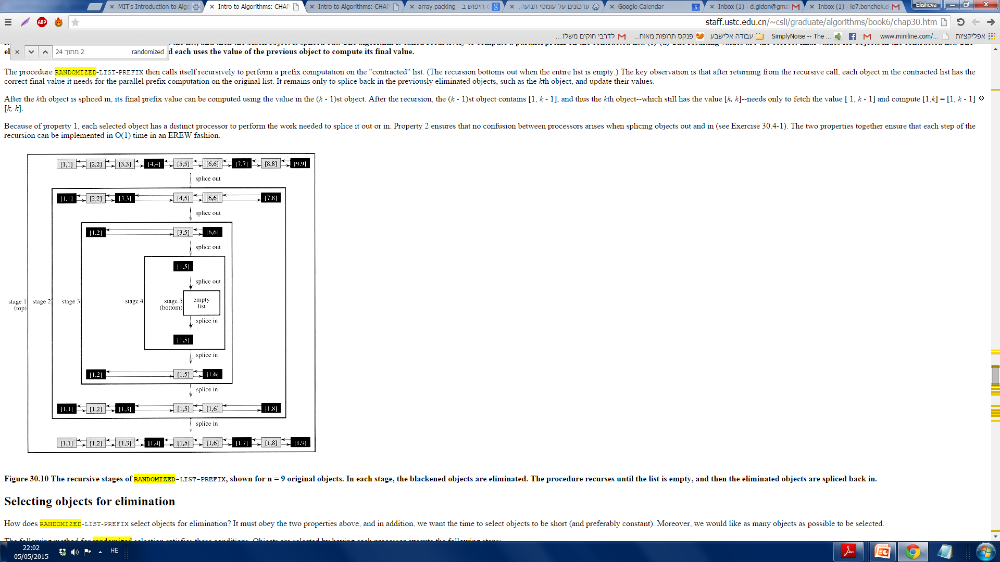 MIT's Introduction to Algo
Intro to Algorithms: CHAP
Intro to Algorithms: CHAP
array packing - חיפוש ב-G
עדכונים על עומסי תנועה,
Google Calendar
Inbox (1) - d.gidon@gmai
Inbox (1) - le7.bonchek.d
Elisheva
staff.ustc.edu.cn/~csli/graduate/algorithms/book6/chap30.htm
אפליקציות
www.miniline.com/...
SimplyNoise -- The ...
עבודה אלישבע
פנקס תרופות מאוח...
לדרבי חוקים משלו ...
randomized
2 מתוך 24
el
d each uses the value of the previous object to compute its final value.
The procedure RANDOMIZED-LIST-PREFIX then calls itself recursively to perform a prefix computation on the "contracted" list. (The recursion bottoms out when the entire list is empty.) The key observation is that after returning from the recursive call, each object in the contracted list has the
correct final value it needs for the parallel prefix computation on the original list. It remains only to splice back in the previously eliminated objects, such as the kth object, and update their values.
After the kth object is spliced in, its final prefix value can be computed using the value in the (k - 1)st object. After the recursion, the (k - 1)st object contains [1, k - 1], and thus the kth object--which still has the value [k, k]--needs only to fetch the value [ 1, k - 1] and compute [1,k] = [1, k - 1] ⊗
[k, k].
Because of property 1, each selected object has a distinct processor to perform the work needed to splice it out or in. Property 2 ensures that no confusion between processors arises when splicing objects out and in (see Exercise 30.4-1). The two properties together ensure that each step of the
recursion can be implemented in O(1) time in an EREW fashion.
[1,1] [2,2] [3,3] [4,4] [5,5] [6,6] [7,7] [8,8] [9,9]
splice out
[1,1] [2,2] [3,3] [4,5] [6,6] [7,8]
splice out
[1,2] [3,5] [6,6]
splice out
[1,5]
splice out
stage 1 (top)
stage 2
stage 3
stage 4
stage 5 (bottom)
empty list
splice in
[1,5]
splice in
[1,2] [1,5] [1,6]
splice in
[1,1] [1,2] [1,3] [1,5] [1,6] [1,8]
splice in
[1,1] [1,2] [1,3] [1,4] [1,5] [1,6] [1,7] [1,8] [1,9]
Figure 30.10 The recursive stages of RANDOMIZED-LIST-PREFIX, shown for n = 9 original objects. In each stage, the blackened objects are eliminated. The procedure recurses until the list is empty, and then the eliminated objects are spliced back in.
Selecting objects for elimination
How does RANDOMIZED-LIST-PREFIX select objects for elimination? It must obey the two properties above, and in addition, we want the time to select objects to be short (and preferably constant). Moreover, we would like as many objects as possible to be selected.
The following method for randomized selection satisfies these conditions. Objects are selected by having each processor execute the following steps:
22:02
05/05/2015
HE